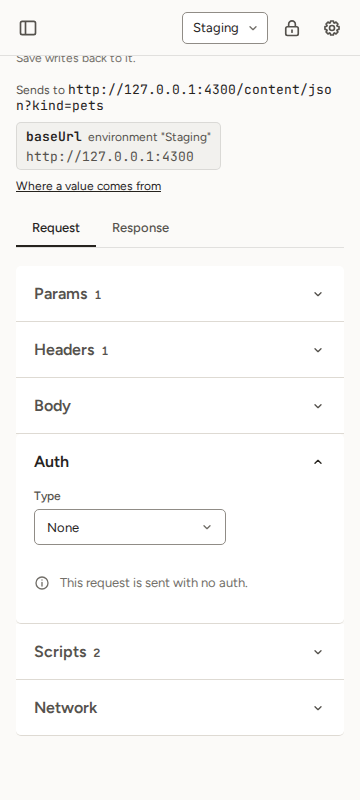 Staging
Save writes back to it.
Sends to http://127.0.0.1:4300/content/jso
n?kind=pets
baseUrl environment "Staging"
http://127.0.0.1:4300
Where a value comes from
Request Response
Params 1
Headers 1
Body
Auth
Type
None
This request is sent with no auth.
Scripts 2
Network